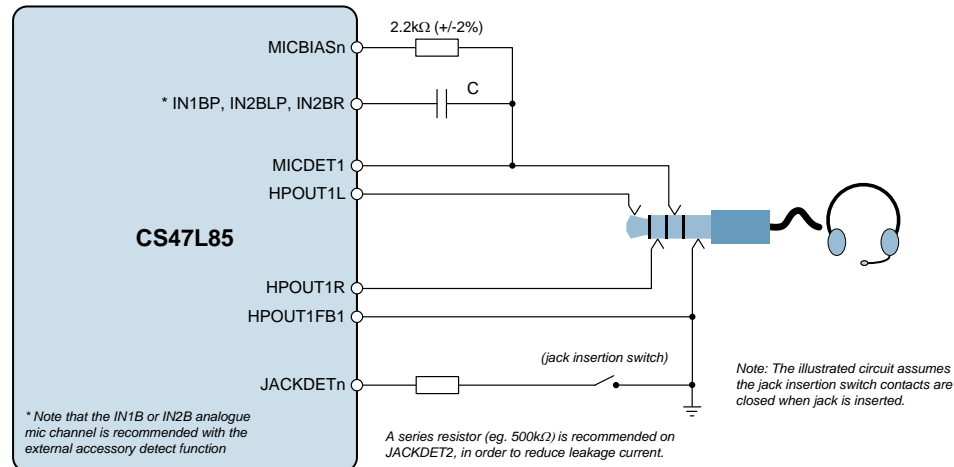 2.2kΩ (+/-2%)
MICBIASn
C
* IN1BP, IN2BLP, IN2BR
MICDET1
HPOUT1L
CS47L85
HPOUT1R
HPOUT1FB1
(jack insertion switch)
JACKDETn
Note: The illustrated circuit assumes
the jack insertion switch contacts are
closed when jack is inserted.
* Note that the IN1B or IN2B analogue
mic channel is recommended with the
external accessory detect function
A series resistor (eg. 500kΩ) is recommended on
JACKDET2, in order to reduce leakage current.